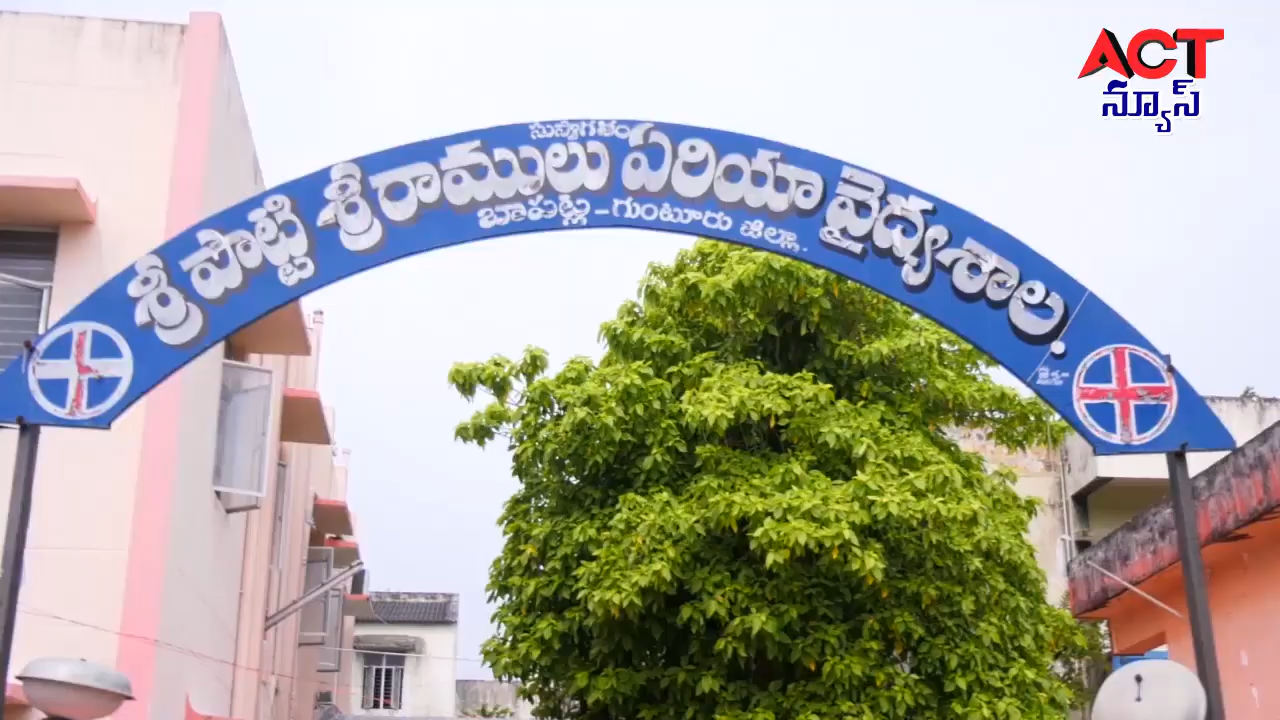 ACT
న్యూస్
సుస్వాగతం
శ్రీ పొట్టి శ్రీరాములు ఏరియా వైద్యశాల.
బాపట్ల - గుంటూరు జిల్లా.